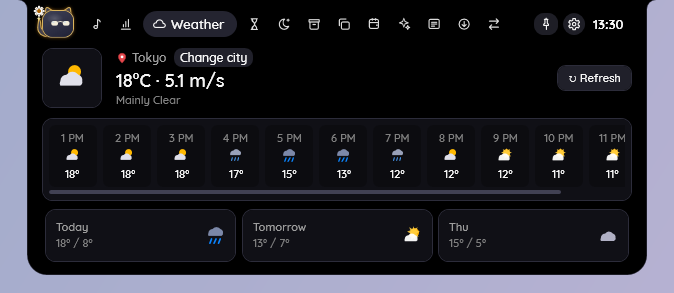 Weather
13:30
Tokyo Change city
18°C · 5.1 m/s
Mainly Clear
↻ Refresh
1 PM 2 PM 3 PM 4 PM 5 PM 6 PM 7 PM 8 PM 9 PM 10 PM 11 PM
18° 18° 18° 17° 15° 13° 12° 12° 12° 11° 11°
Today Tomorrow Thu
18° / 8° 13° / 7° 15° / 5°